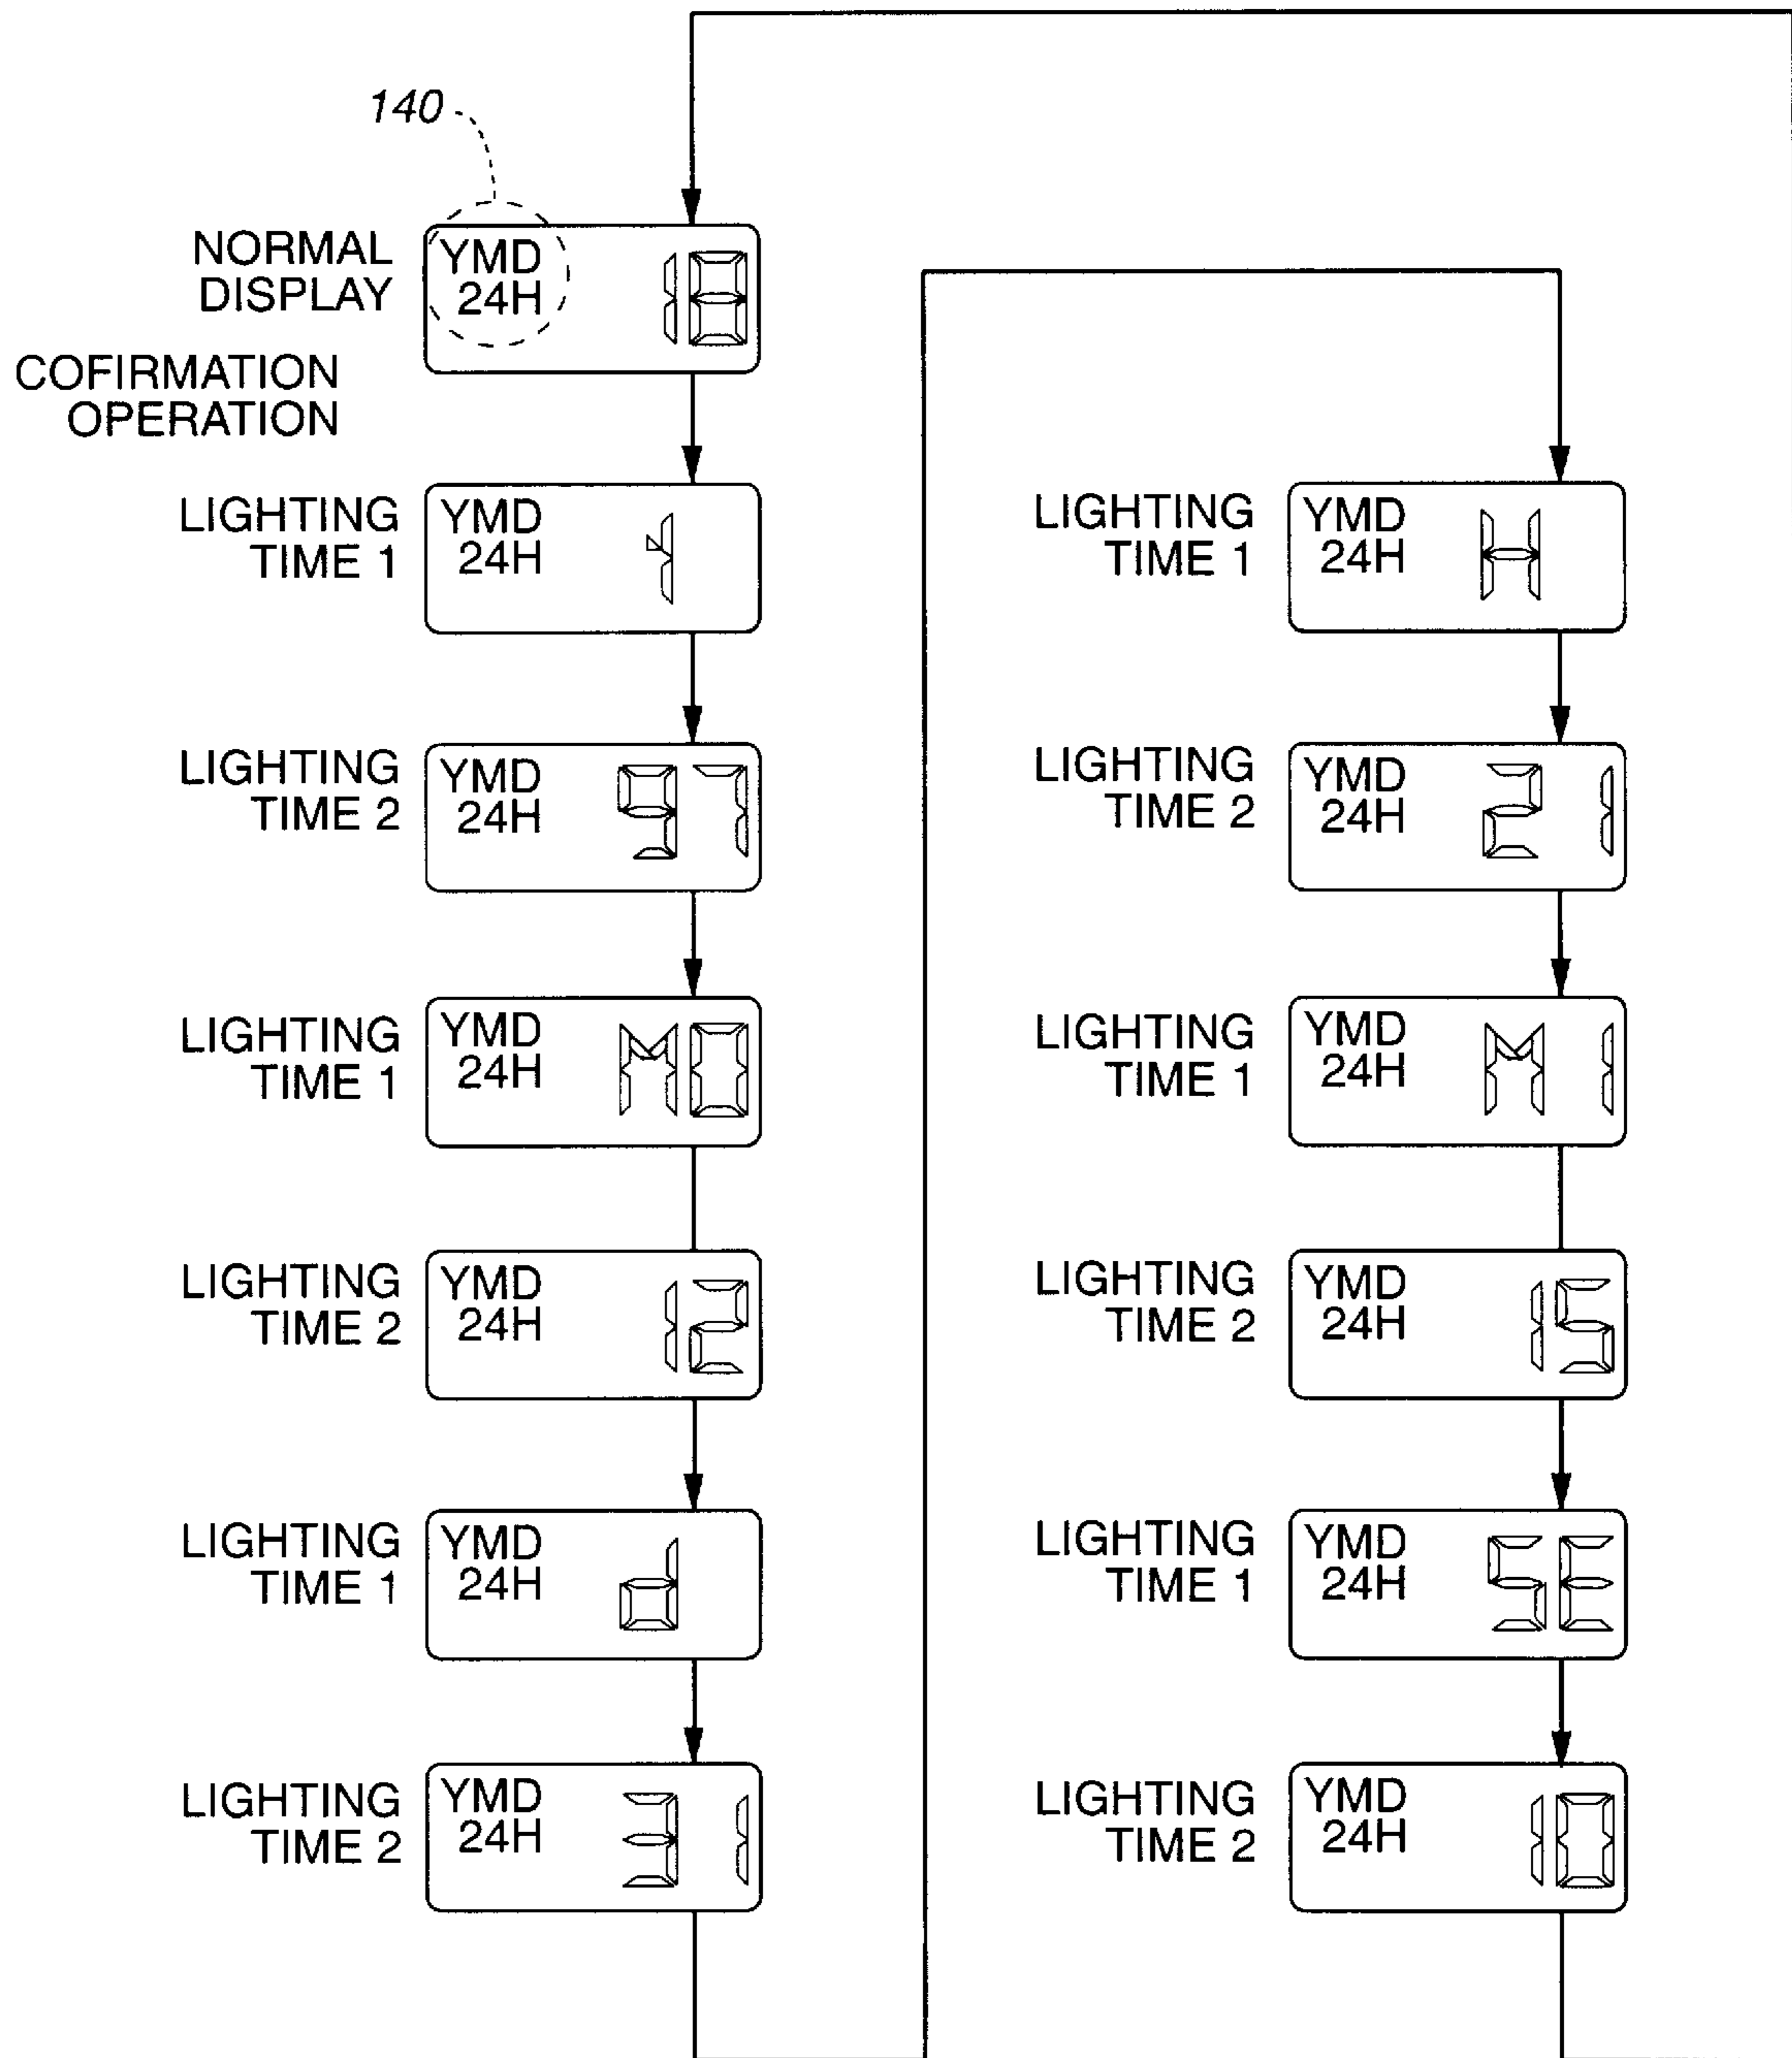 140
NORMAL
DISPLAY
YMD
24H
18
COFIRMATION
OPERATION
LIGHTING
TIME 1
YMD
24H
Y
LIGHTING
TIME 2
YMD
24H
97
LIGHTING
TIME 1
YMD
24H
MO
LIGHTING
TIME 2
YMD
24H
12
LIGHTING
TIME 1
YMD
24H
d
LIGHTING
TIME 2
YMD
24H
31
LIGHTING
TIME 1
YMD
24H
H
LIGHTING
TIME 2
YMD
24H
21
LIGHTING
TIME 1
YMD
24H
MI
LIGHTING
TIME 2
YMD
24H
15
LIGHTING
TIME 1
YMD
24H
SE
LIGHTING
TIME 2
YMD
24H
10